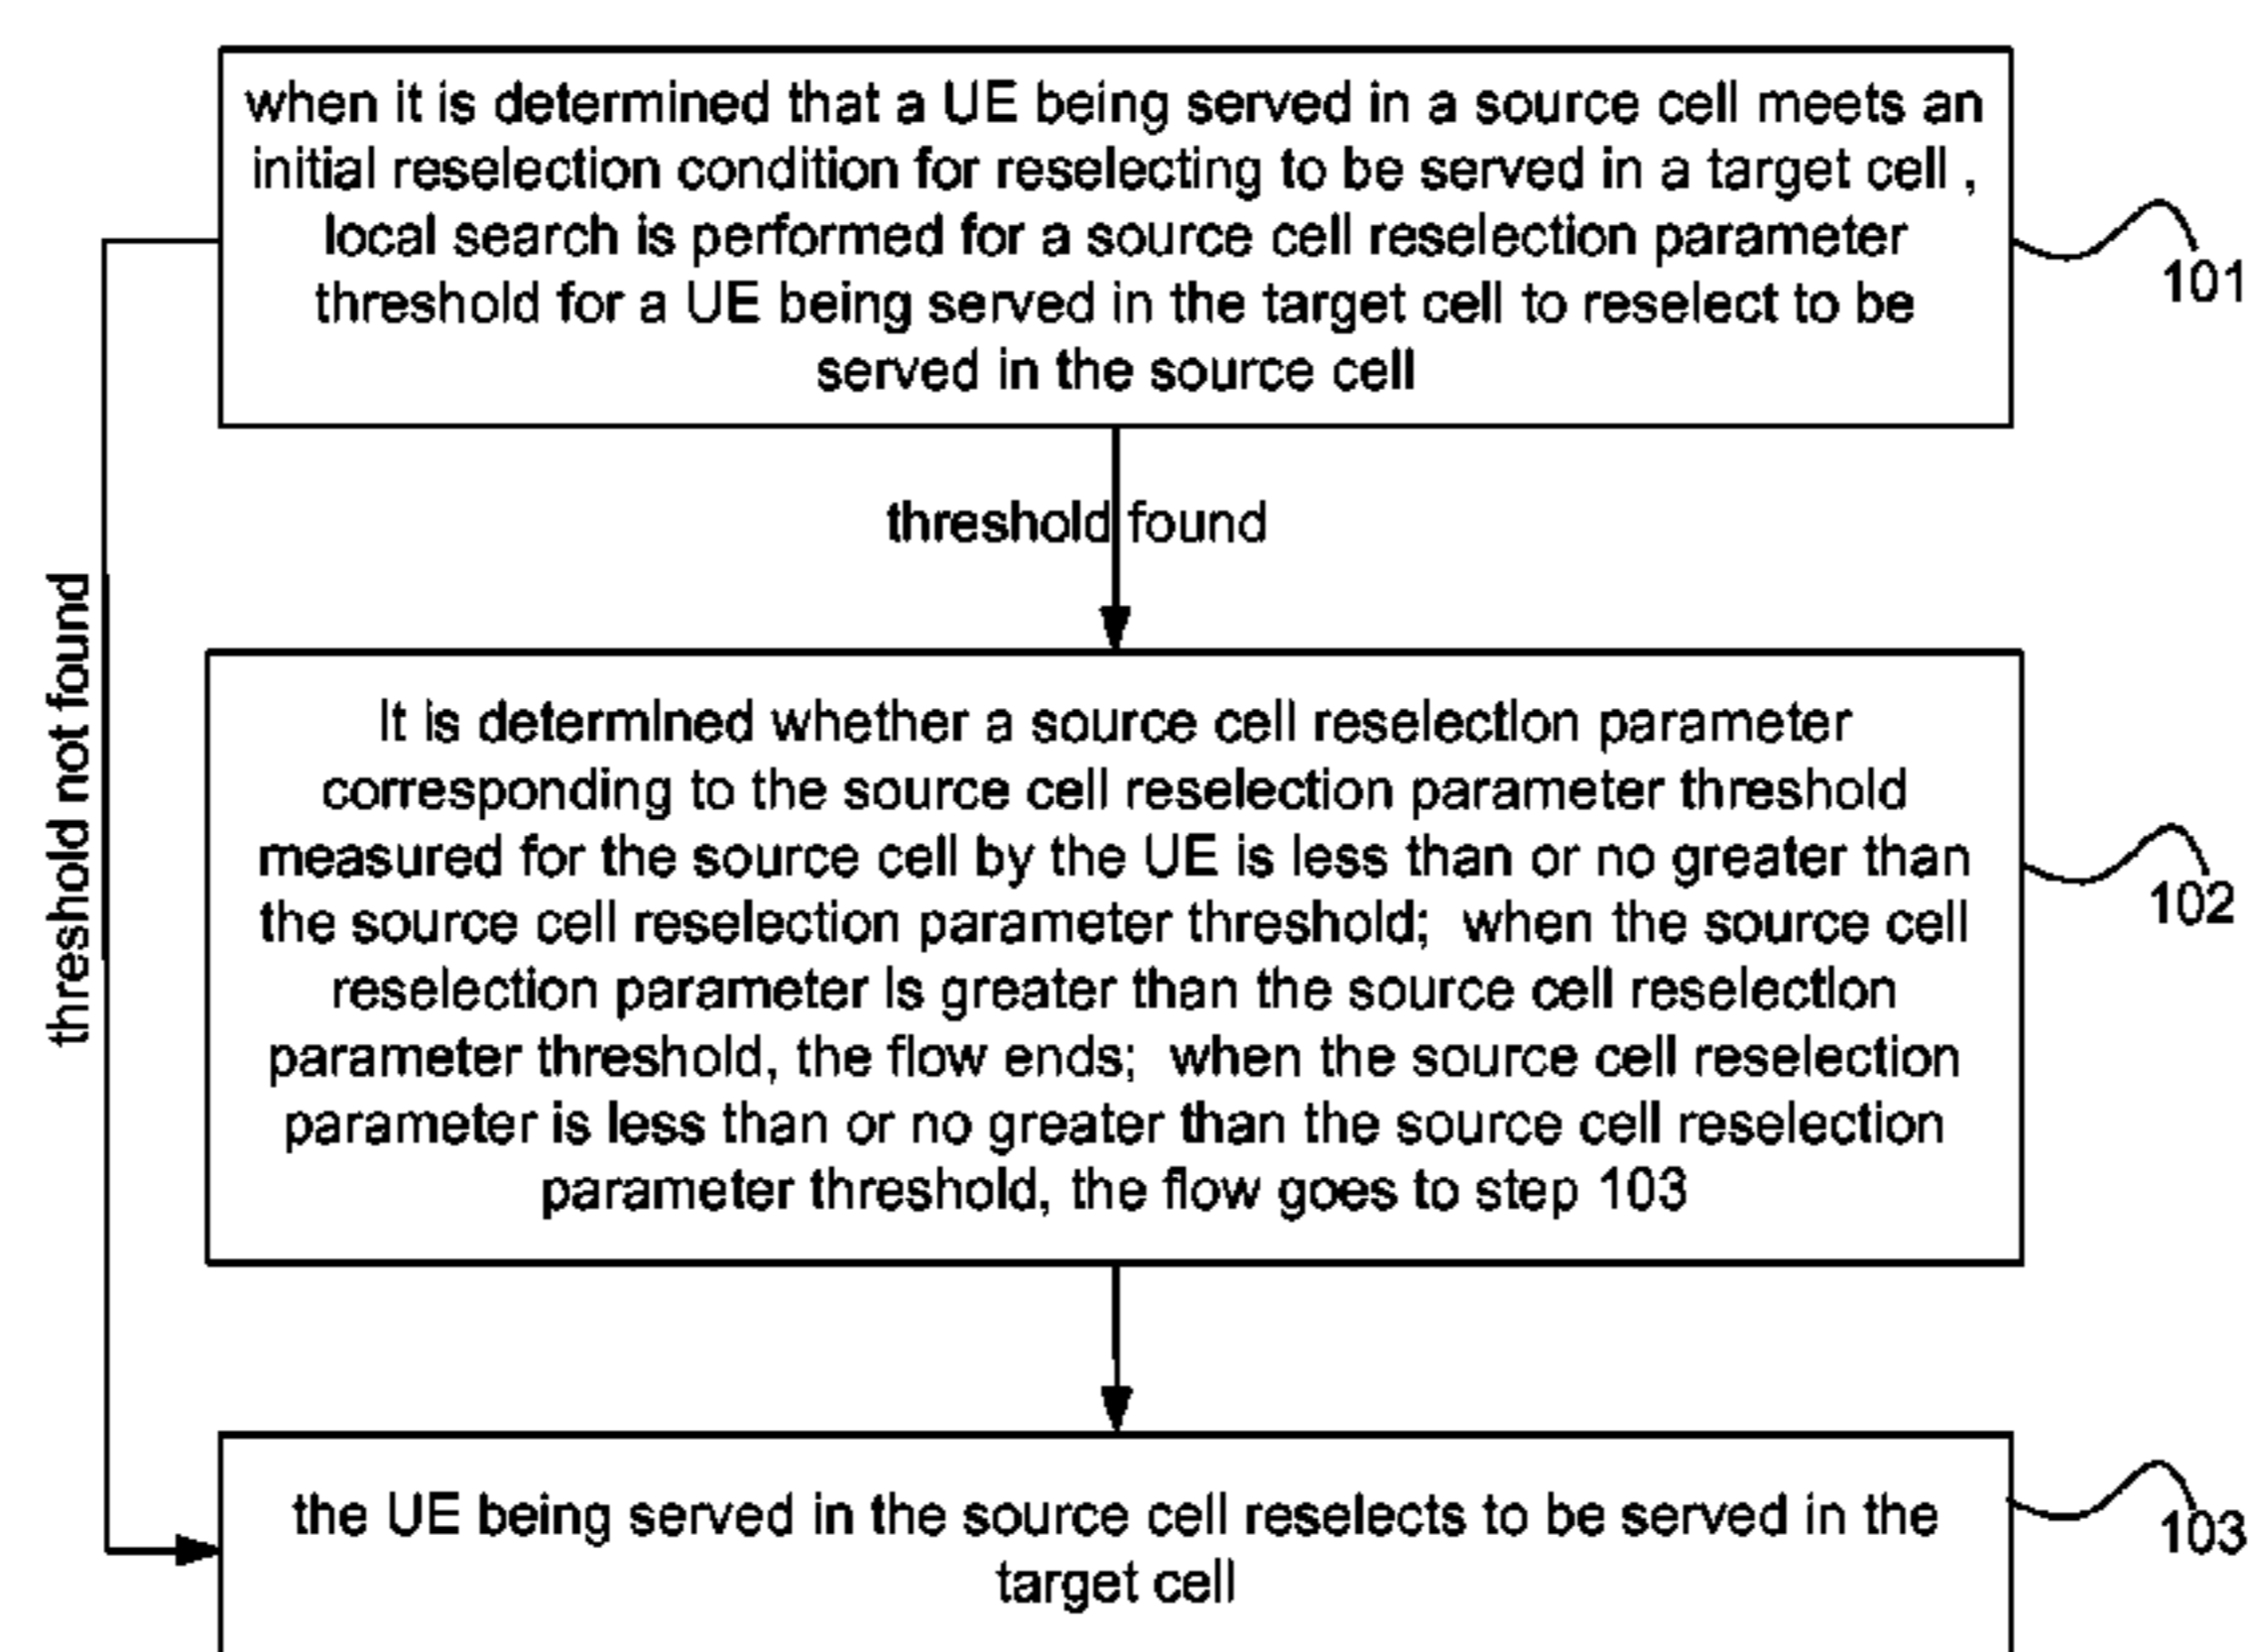 when it is determined that a UE being served in a source cell meets an
initial reselection condition for reselecting to be served in a target cell ,
local search is performed for a source cell reselection parameter
threshold for a UE being served in the target cell to reselect to be
served in the source cell
101
threshold found
threshold not found
It is determined whether a source cell reselection parameter
corresponding to the source cell reselection parameter threshold
measured for the source cell by the UE is less than or no greater than
the source cell reselection parameter threshold; when the source cell
reselection parameter is greater than the source cell reselection
parameter threshold, the flow ends; when the source cell reselection
parameter is less than or no greater than the source cell reselection
parameter threshold, the flow goes to step 103
102
the UE being served in the source cell reselects to be served in the
target cell
103